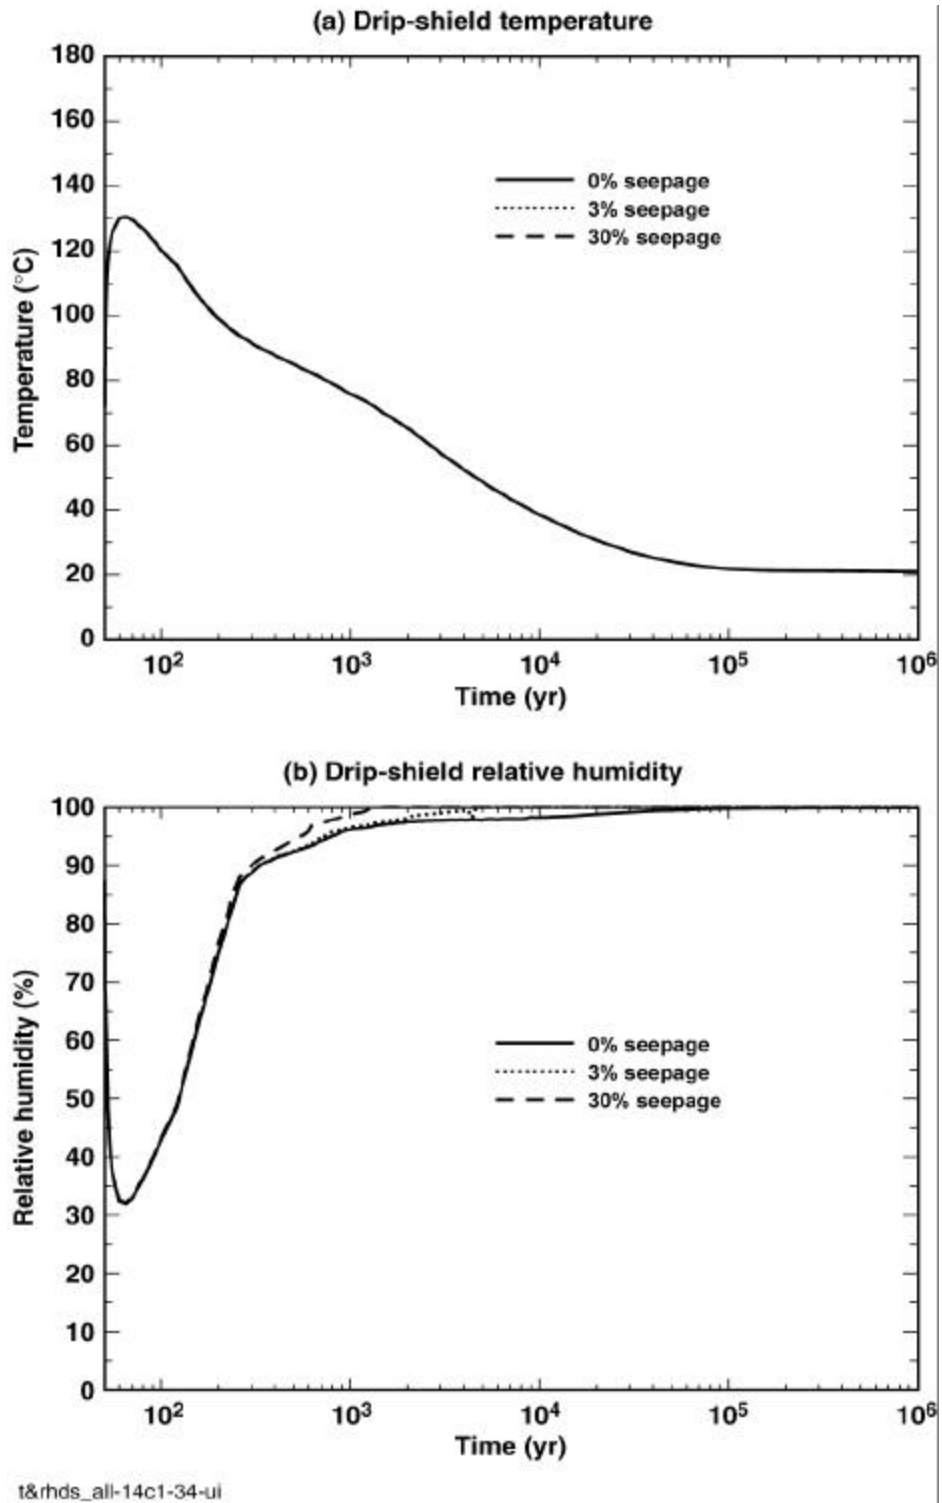 (a) Drip-shield temperature
180
160
140
120
100
80
60
40
20
0
Temperature (°C)
0% seepage
3% seepage
30% seepage
10² 10³ 10⁴ 10⁵ 10⁶
Time (yr)
(b) Drip-shield relative humidity
100
90
80
70
60
50
40
30
20
10
0
Relative humidity (%)
0% seepage
3% seepage
30% seepage
10² 10³ 10⁴ 10⁵ 10⁶
Time (yr)
t&rhds_all-14c1-34-ui